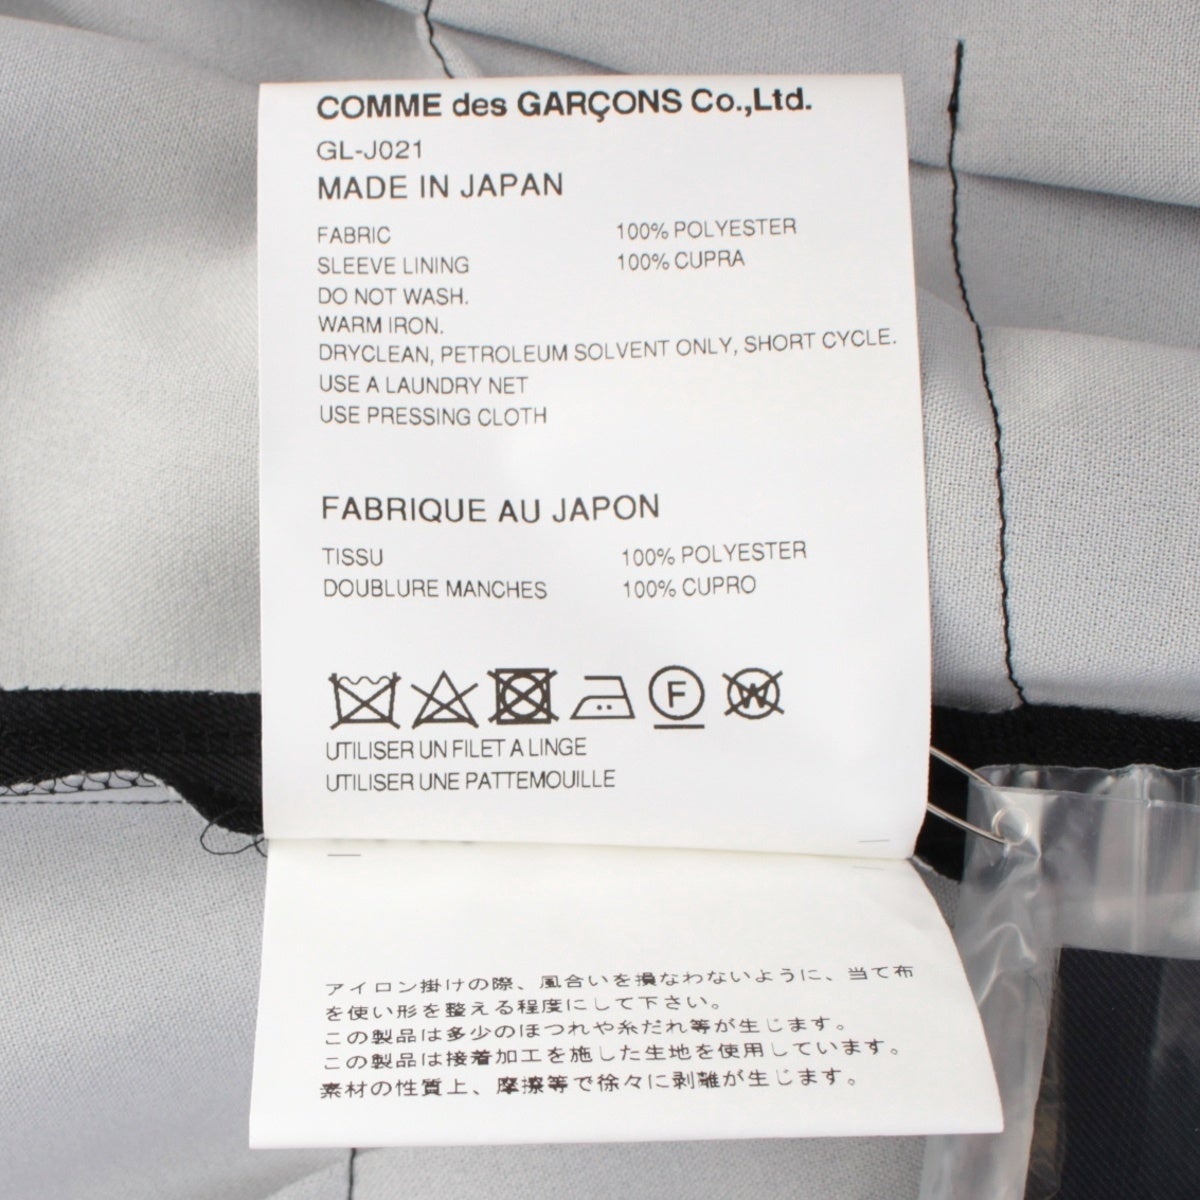 COMME des GARÇONS Co.,Ltd.
GL-J021
MADE IN JAPAN
FABRIC 100% POLYESTER
SLEEVE LINING 100% CUPRA
DO NOT WASH.
WARM IRON.
DRYCLEAN, PETROLEUM SOLVENT ONLY, SHORT CYCLE.
USE A LAUNDRY NET
USE PRESSING CLOTH
FABRIQUE AU JAPON
TISSU 100% POLYESTER
DOUBLURE MANCHES 100% CUPRO
F W
UTILISER UN FILET A LINGE
UTILISER UNE PATTEMOUILLE
アイロン掛けの際、風合いを損なわないように、当て布
を使い形を整える程度にして下さい。
この製品は多少のほつれや糸だれ等が生じます。
この製品は接着加工を施した生地を使用しています。
素材の性質上、摩擦等で徐々に剥離が生じます。